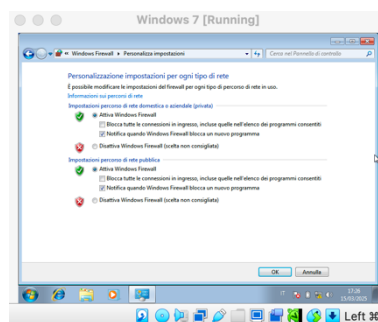 Windows 7 [Running]
« Windows Firewall ▸ Personalizza impostazioni
Cerca nel Pannello di controllo
Personalizzazione impostazioni per ogni tipo di rete
È possibile modificare le impostazioni del firewall per ogni tipo di percorso di rete in uso.
Informazioni sui percorsi di rete
Impostazioni percorso di rete domestica o aziendale (privata)
Attiva Windows Firewall
Blocca tutte le connessioni in ingresso, incluse quelle nell'elenco dei programmi consentiti
Notifica quando Windows Firewall blocca un nuovo programma
Disattiva Windows Firewall (scelta non consigliata)
Impostazioni percorso di rete pubblica
Attiva Windows Firewall
Blocca tutte le connessioni in ingresso, incluse quelle nell'elenco dei programmi consentiti
Notifica quando Windows Firewall blocca un nuovo programma
Disattiva Windows Firewall (scelta non consigliata)
OK Annulla
IT 17:28
15/03/2025
Left ⌘